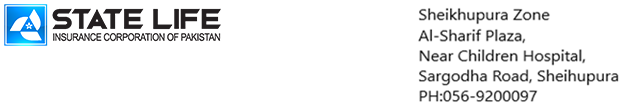 STATE LIFE
INSURANCE CORPORATION OF PAKISTAN
Sheikhupura Zone
Al-Sharif Plaza,
Near Children Hospital,
Sargodha Road, Sheihupura
PH:056-9200097